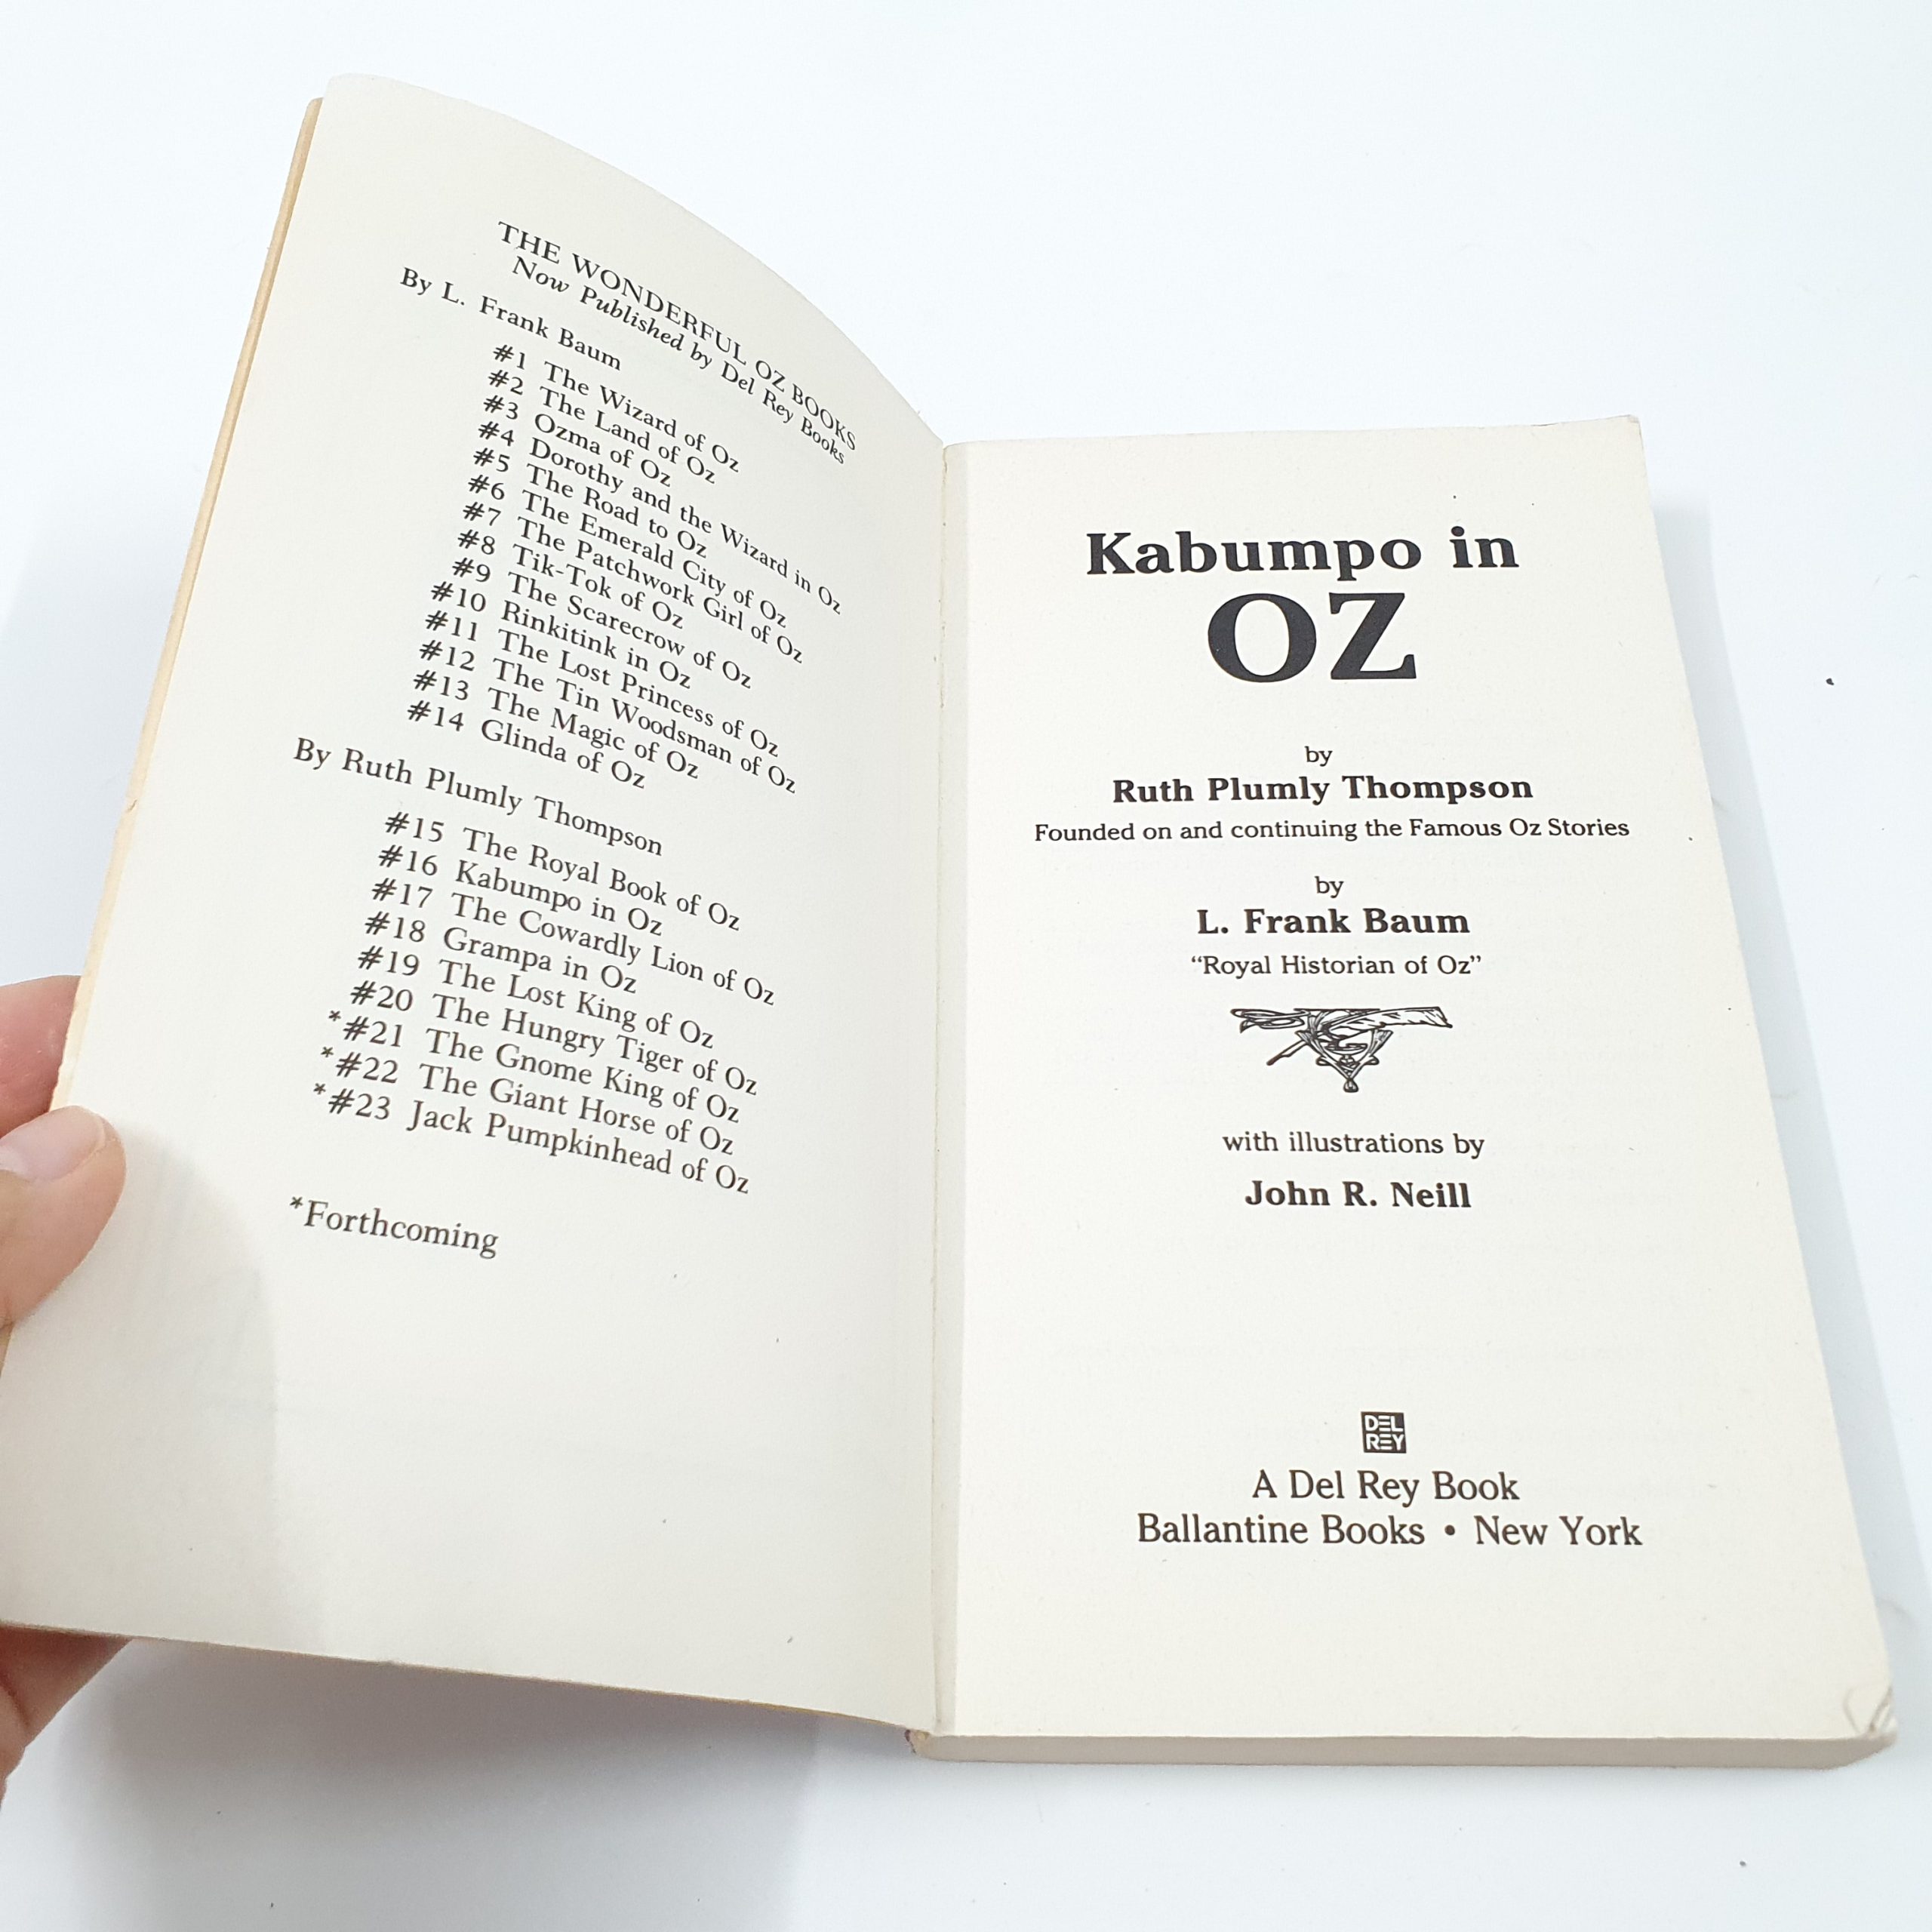 THE WONDERFUL OZ BOOKS
Now Published by Del Rey Books
By L. Frank Baum
#1 The Wizard of Oz
#2 The Land of Oz
#3 Ozma of Oz
#4 Dorothy and the Wizard in Oz
#5 The Road to Oz
#6 The Emerald City of Oz
#7 The Patchwork Girl of Oz
#8 Tik-Tok of Oz
#9 The Scarecrow of Oz
#10 Rinkitink in Oz
#11 The Lost Princess of Oz
#12 The Tin Woodsman of Oz
#13 The Magic of Oz
#14 Glinda of Oz
By Ruth Plumly Thompson
#15 The Royal Book of Oz
#16 Kabumpo in Oz
#17 The Cowardly Lion of Oz
#18 Grampa in Oz
#19 The Lost King of Oz
#20 The Hungry Tiger of Oz
*#21 The Gnome King of Oz
*#22 The Giant Horse of Oz
*#23 Jack Pumpkinhead of Oz
*Forthcoming
Kabumpo in
OZ
by
Ruth Plumly Thompson
Founded on and continuing the Famous Oz Stories
by
L. Frank Baum
“Royal Historian of Oz”
with illustrations by
John R. Neill
DEL
REY
A Del Rey Book
Ballantine Books • New York